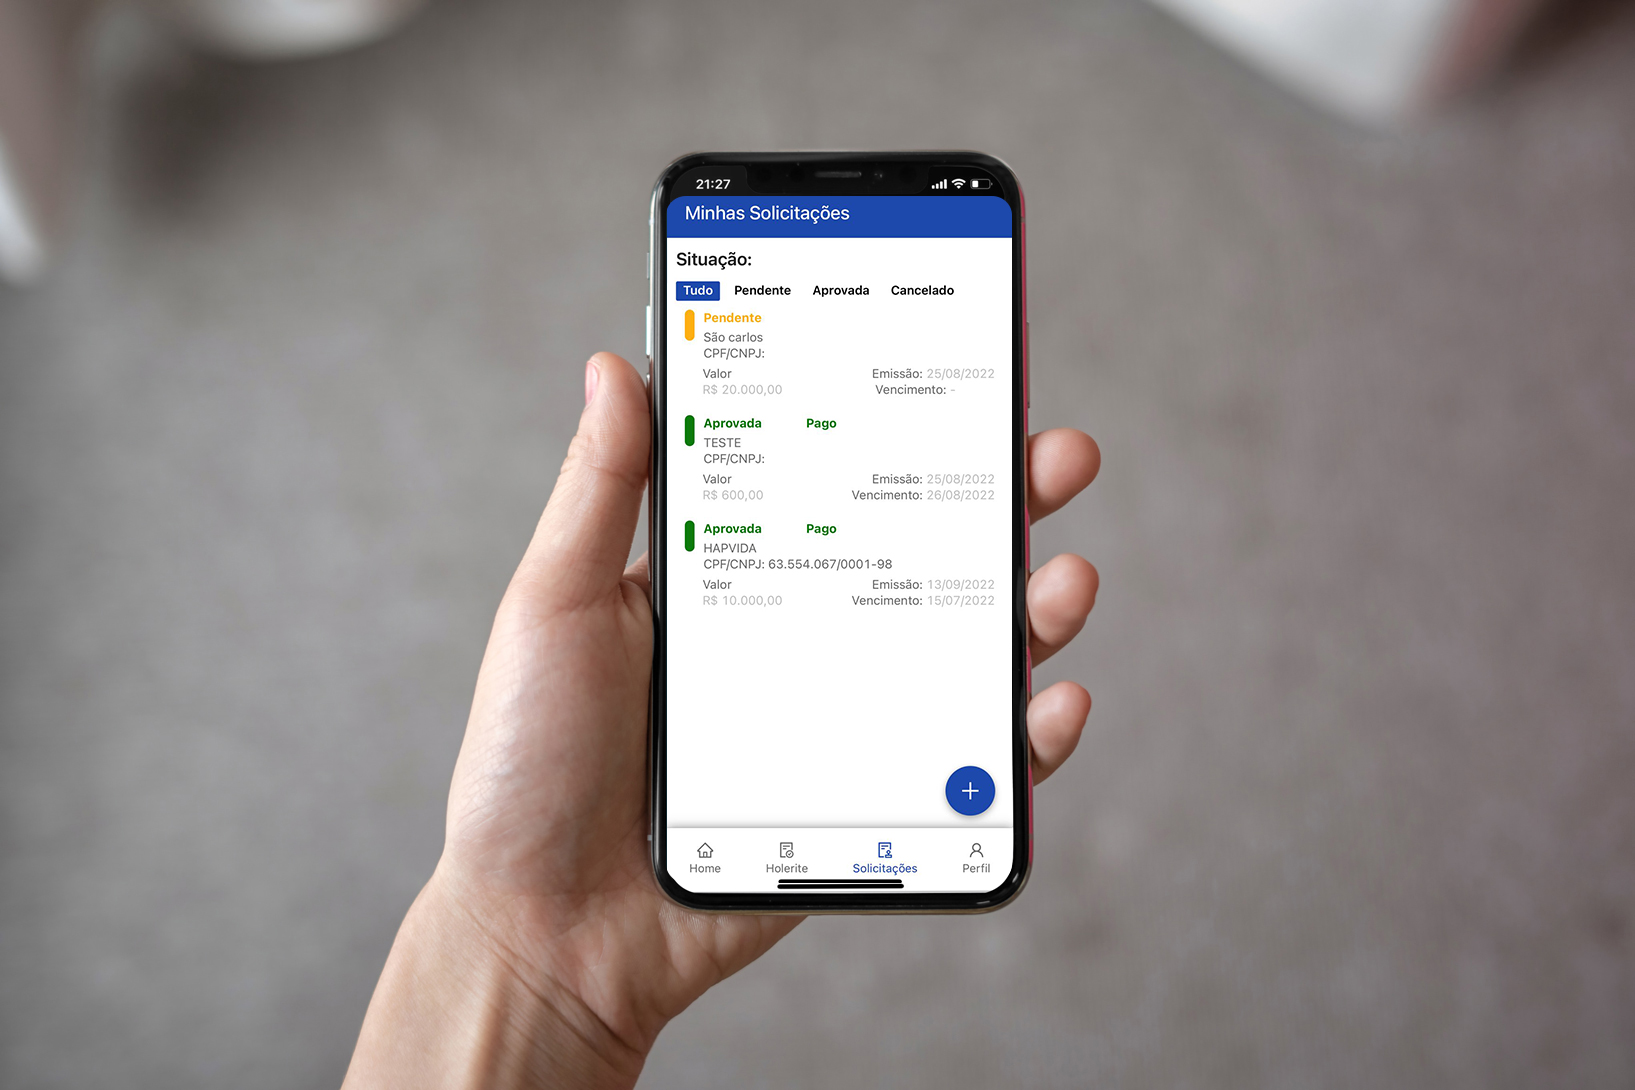 21:27
Minhas Solicitações
Situação:
Tudo Pendente Aprovada Cancelado
Pendente
São carlos
CPF/CNPJ:
Valor Emissão: 25/08/2022
R$ 20.000,00 Vencimento: -
Aprovada Pago
TESTE
CPF/CNPJ:
Valor Emissão: 25/08/2022
R$ 600,00 Vencimento: 26/08/2022
Aprovada Pago
HAPVIDA
CPF/CNPJ: 63.554.067/0001-98
Valor Emissão: 13/09/2022
R$ 10.000,00 Vencimento: 15/07/2022
+
Home Holerite Solicitações Perfil